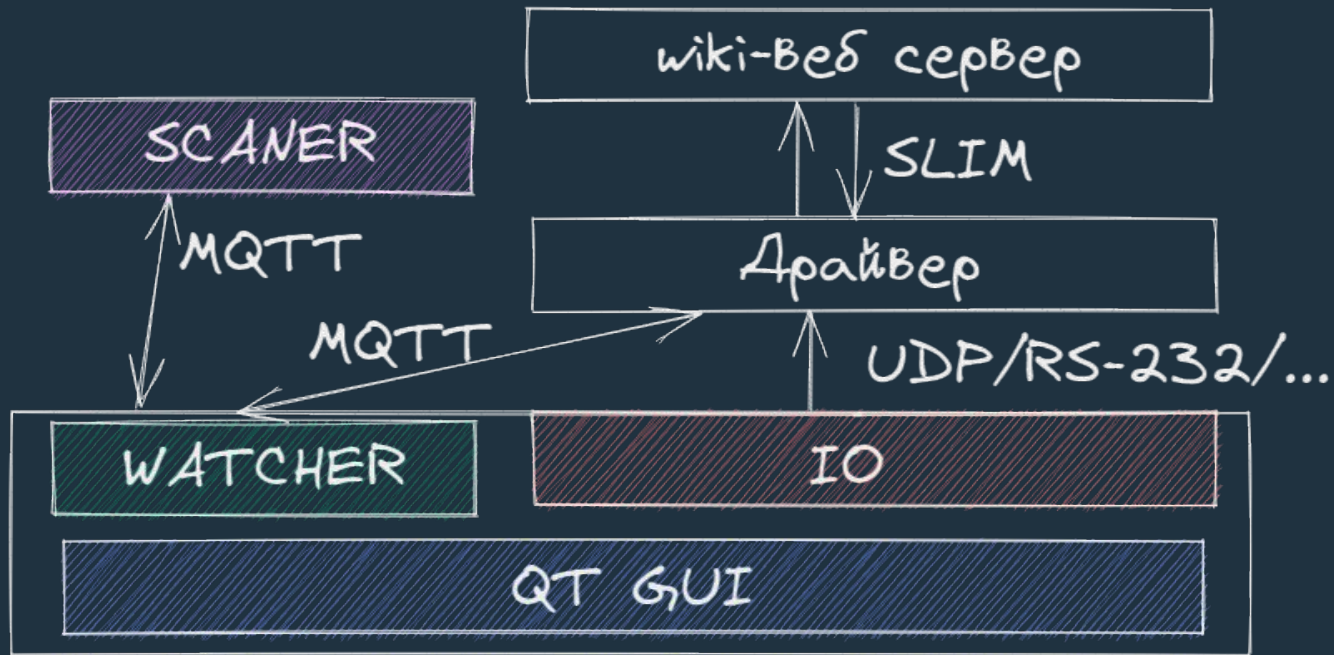 wiki-веб сервер
SCANER
SLIM
MQTT
Драйвер
MQTT
UDP/RS-232/...
WATCHER
IO
QT GUI